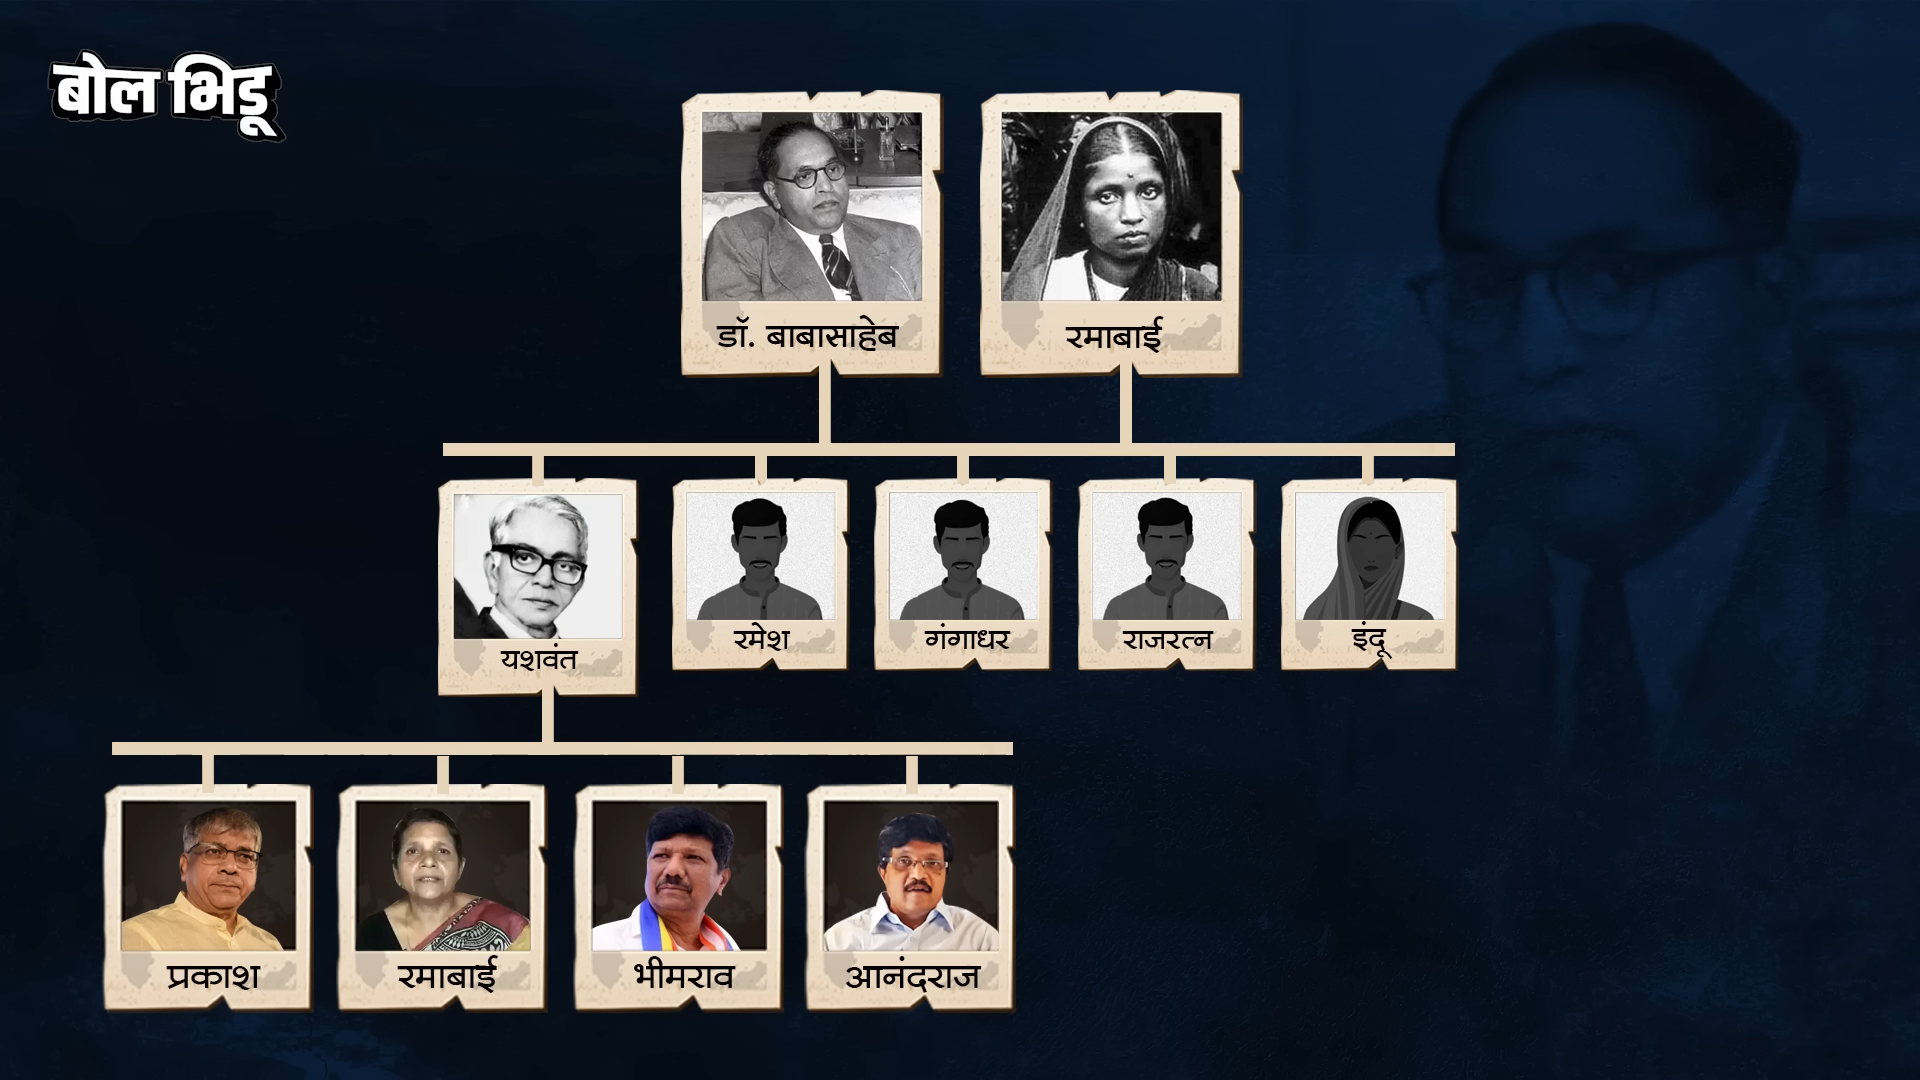 बोल भिडू
डॉ. बाबासाहेब
रमाबाई
यशवंत
रमेश
गंगाधर
राजरत्न
इंदू
प्रकाश
रमाबाई
भीमराव
आनंदराज